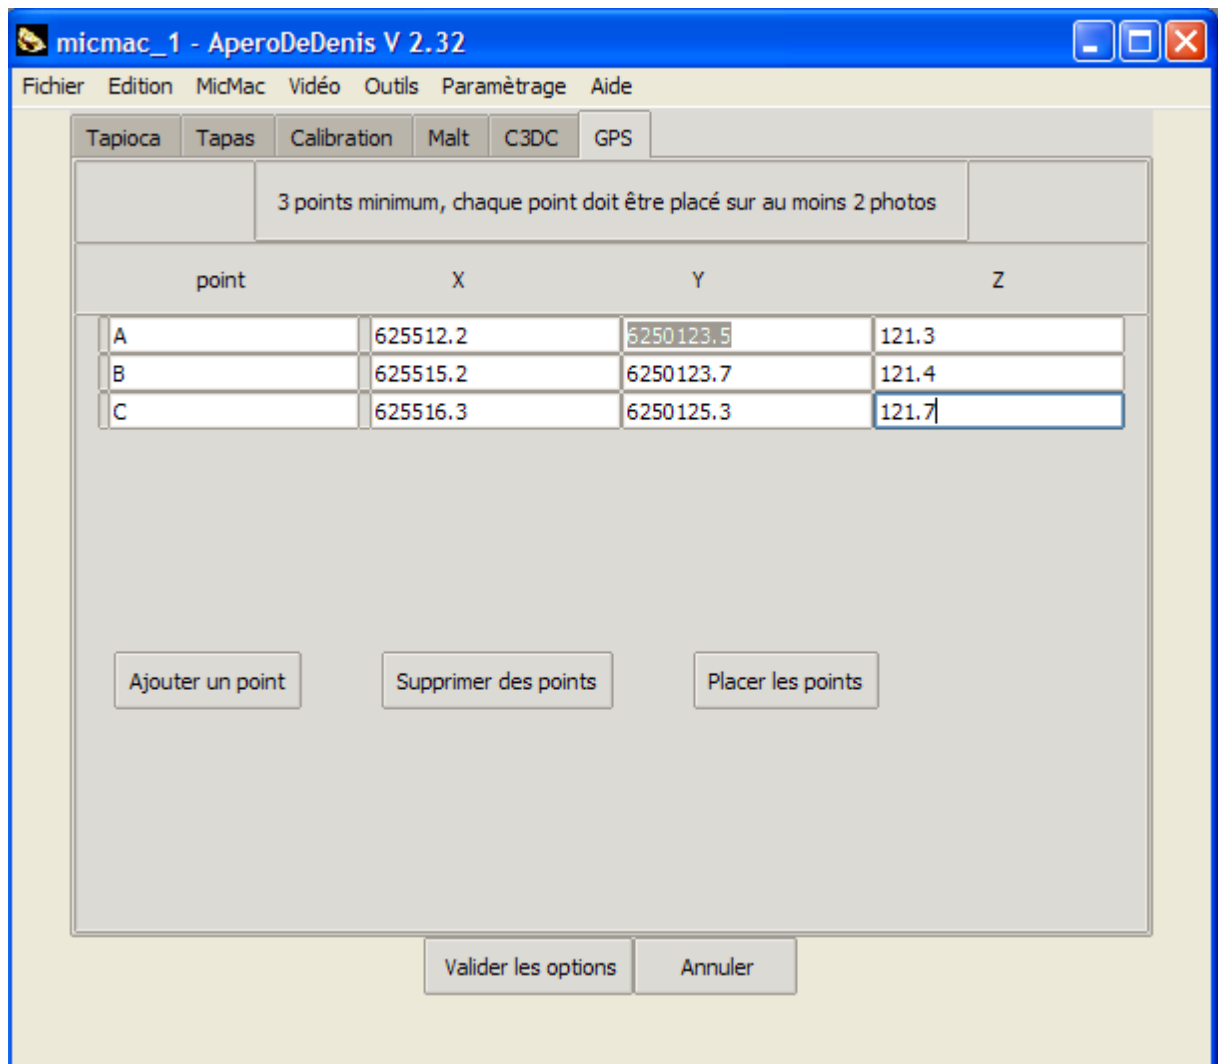 micmac_1 - AperoDeDenis V 2.32
Fichier Edition MicMac Vidéo Outils Paramètrage Aide
Tapioca Tapas Calibration Malt C3DC GPS
3 points minimum, chaque point doit être placé sur au moins 2 photos
point X Y Z
A 625512.2 6250123.5 121.3
B 625515.2 6250123.7 121.4
C 625516.3 6250125.3 121.7
Ajouter un point Supprimer des points Placer les points
Valider les options Annuler